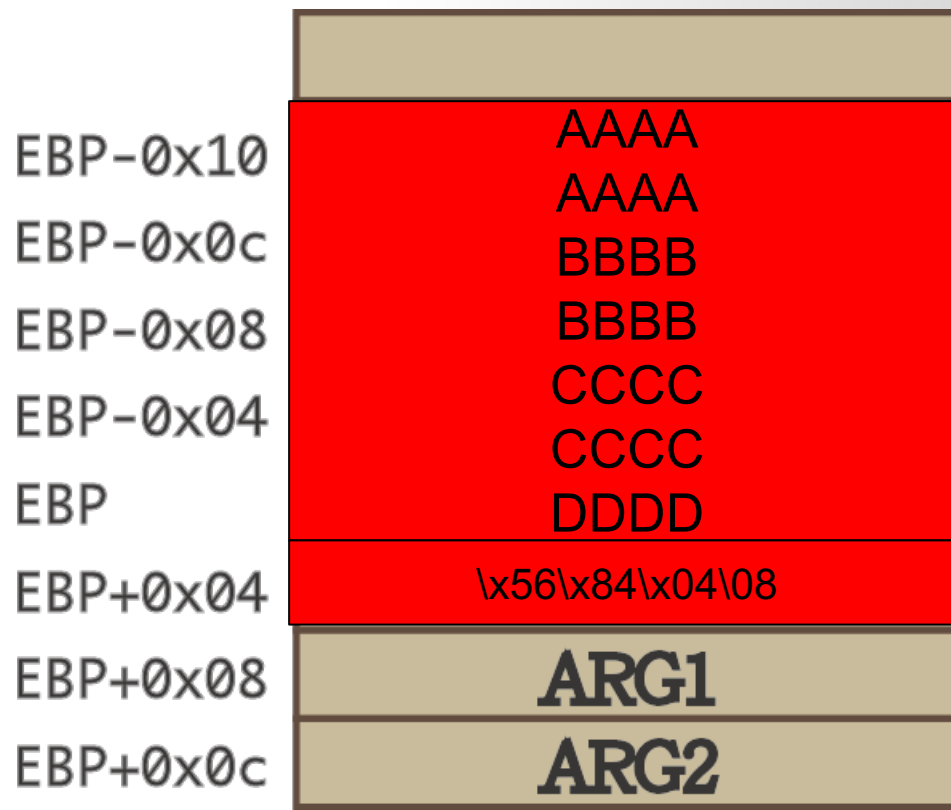 EBP-0x10
EBP-0x0c
EBP-0x08
EBP-0x04
EBP
EBP+0x04
EBP+0x08
EBP+0x0c
AAAA
AAAA
BBBB
BBBB
CCCC
CCCC
DDDD
\x56\x84\x04\08
ARG1
ARG2